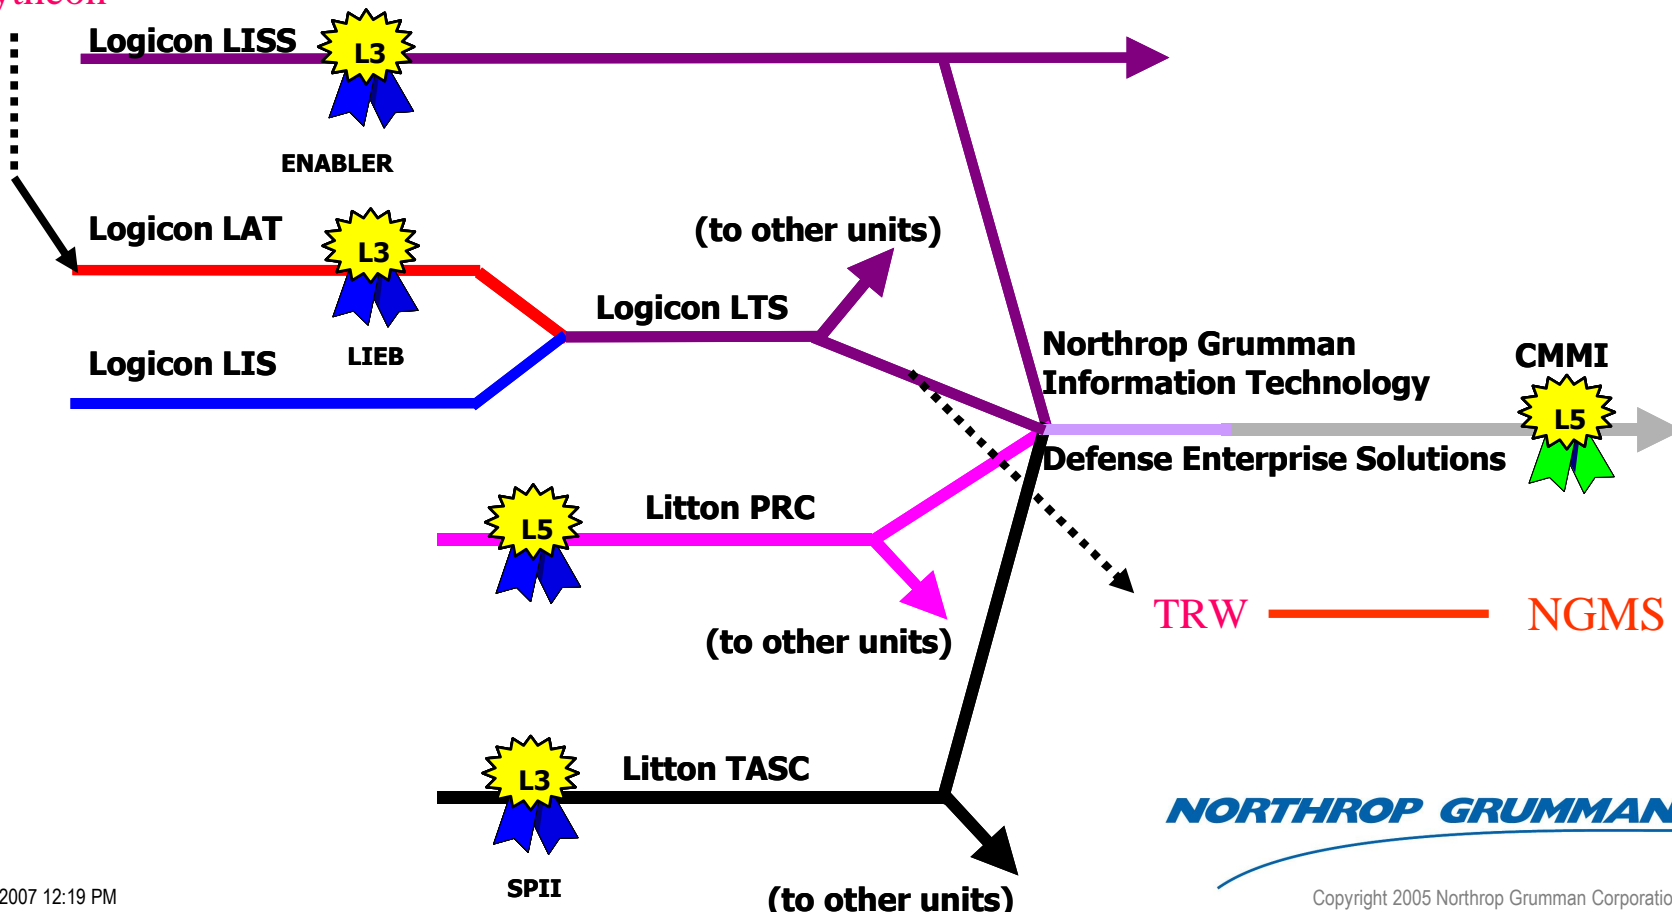 Logicon LISS
L3
ENABLER
Logicon LAT
L3
(to other units)
Logicon LTS
LIEB
Logicon LIS
Northrop Grumman
Information Technology
CMMI
L5
Defense Enterprise Solutions
L5
Litton PRC
TRW
NGMS
(to other units)
L3
Litton TASC
SPII
(to other units)
NORTHROP GRUMMAN
2007 12:19 PM
Copyright 2005 Northrop Grumman Corporatio